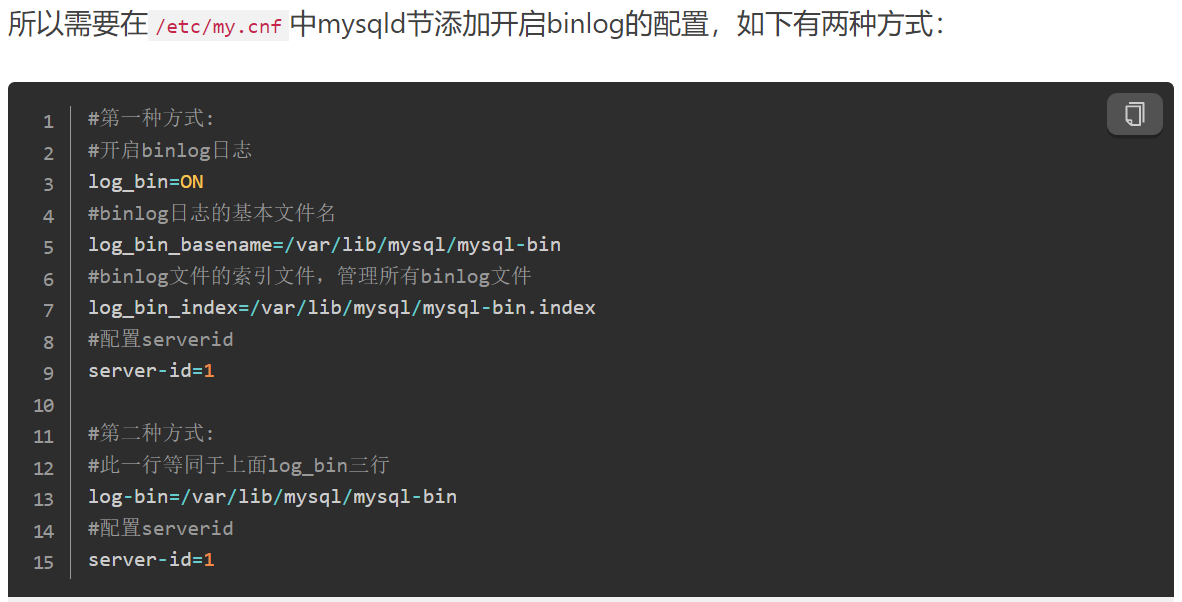 所以需要在/etc/my.cnf中mysqld节添加开启binlog的配置，如下有两种方式：
1 #第一种方式:
2 #开启binlog日志
3 log_bin=ON
4 #binlog日志的基本文件名
5 log_bin_basename=/var/lib/mysql/mysql-bin
6 #binlog文件的索引文件，管理所有binlog文件
7 log_bin_index=/var/lib/mysql/mysql-bin.index
8 #配置serverid
9 server-id=1
10
11 #第二种方式:
12 #此一行等同于上面log_bin三行
13 log-bin=/var/lib/mysql/mysql-bin
14 #配置serverid
15 server-id=1